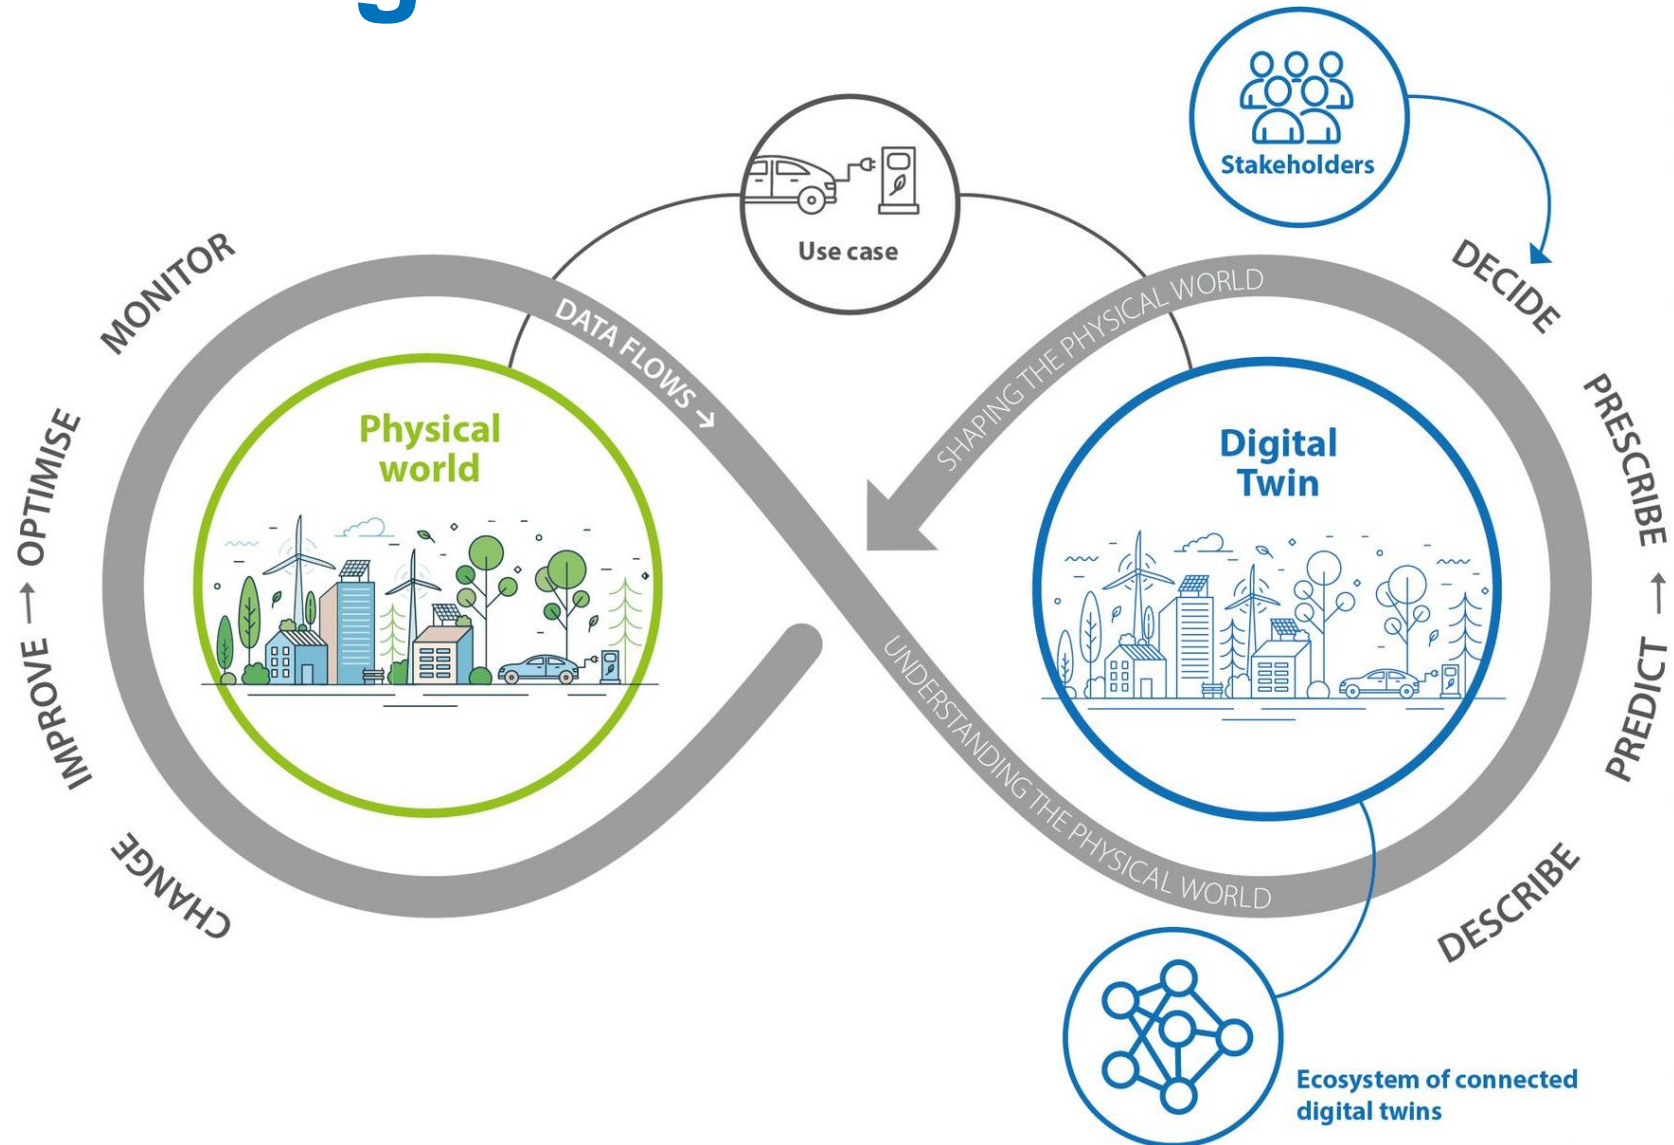 g
Stakeholders
Use case
MONITOR
DECIDE
DATA FLOWS →
SHAPING THE PHYSICAL WORLD
PRESCRIBE
OPTIMISE
Physical
world
Digital
Twin
IMPROVE →
PREDICT →
UNDERSTANDING THE PHYSICAL WORLD
CHANGE
DESCRIBE
Ecosystem of connected
digital twins